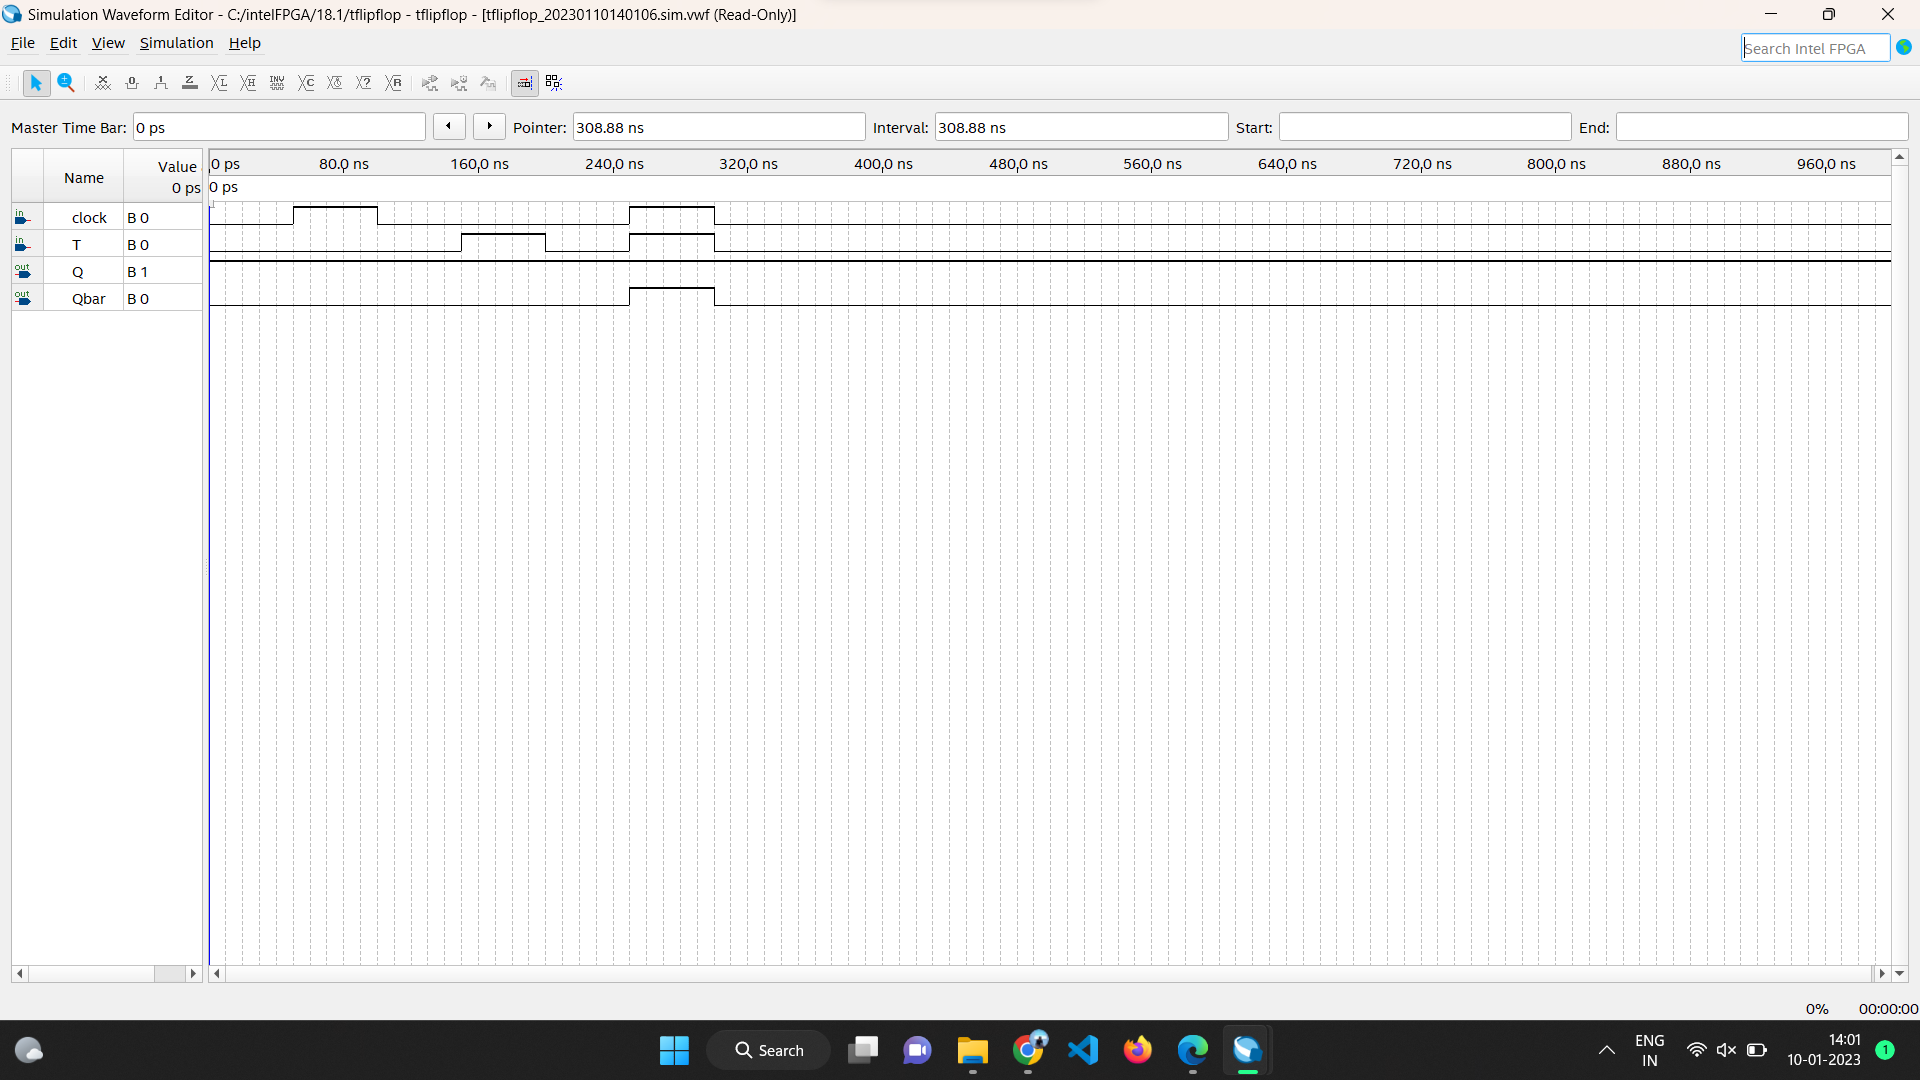 Simulation Waveform Editor - C:/intelFPGA/18.1/tflipflop - tflipflop - [tflipflop_20230110140106.sim.vwf (Read-Only)]
File Edit View Simulation Help
Search Intel FPGA
Master Time Bar: 0 ps Pointer: 308.88 ns Interval: 308.88 ns Start: End:
Name Value 0 ps
0 ps 80.0 ns 160.0 ns 240.0 ns 320.0 ns 400.0 ns 480.0 ns 560.0 ns 640.0 ns 720.0 ns 800.0 ns 880.0 ns 960.0 ns
0 ps
in clock B 0
in T B 0
out Q B 1
out Qbar B 0
0% 00:00:00
Search
ENG
IN
14:01
10-01-2023
1